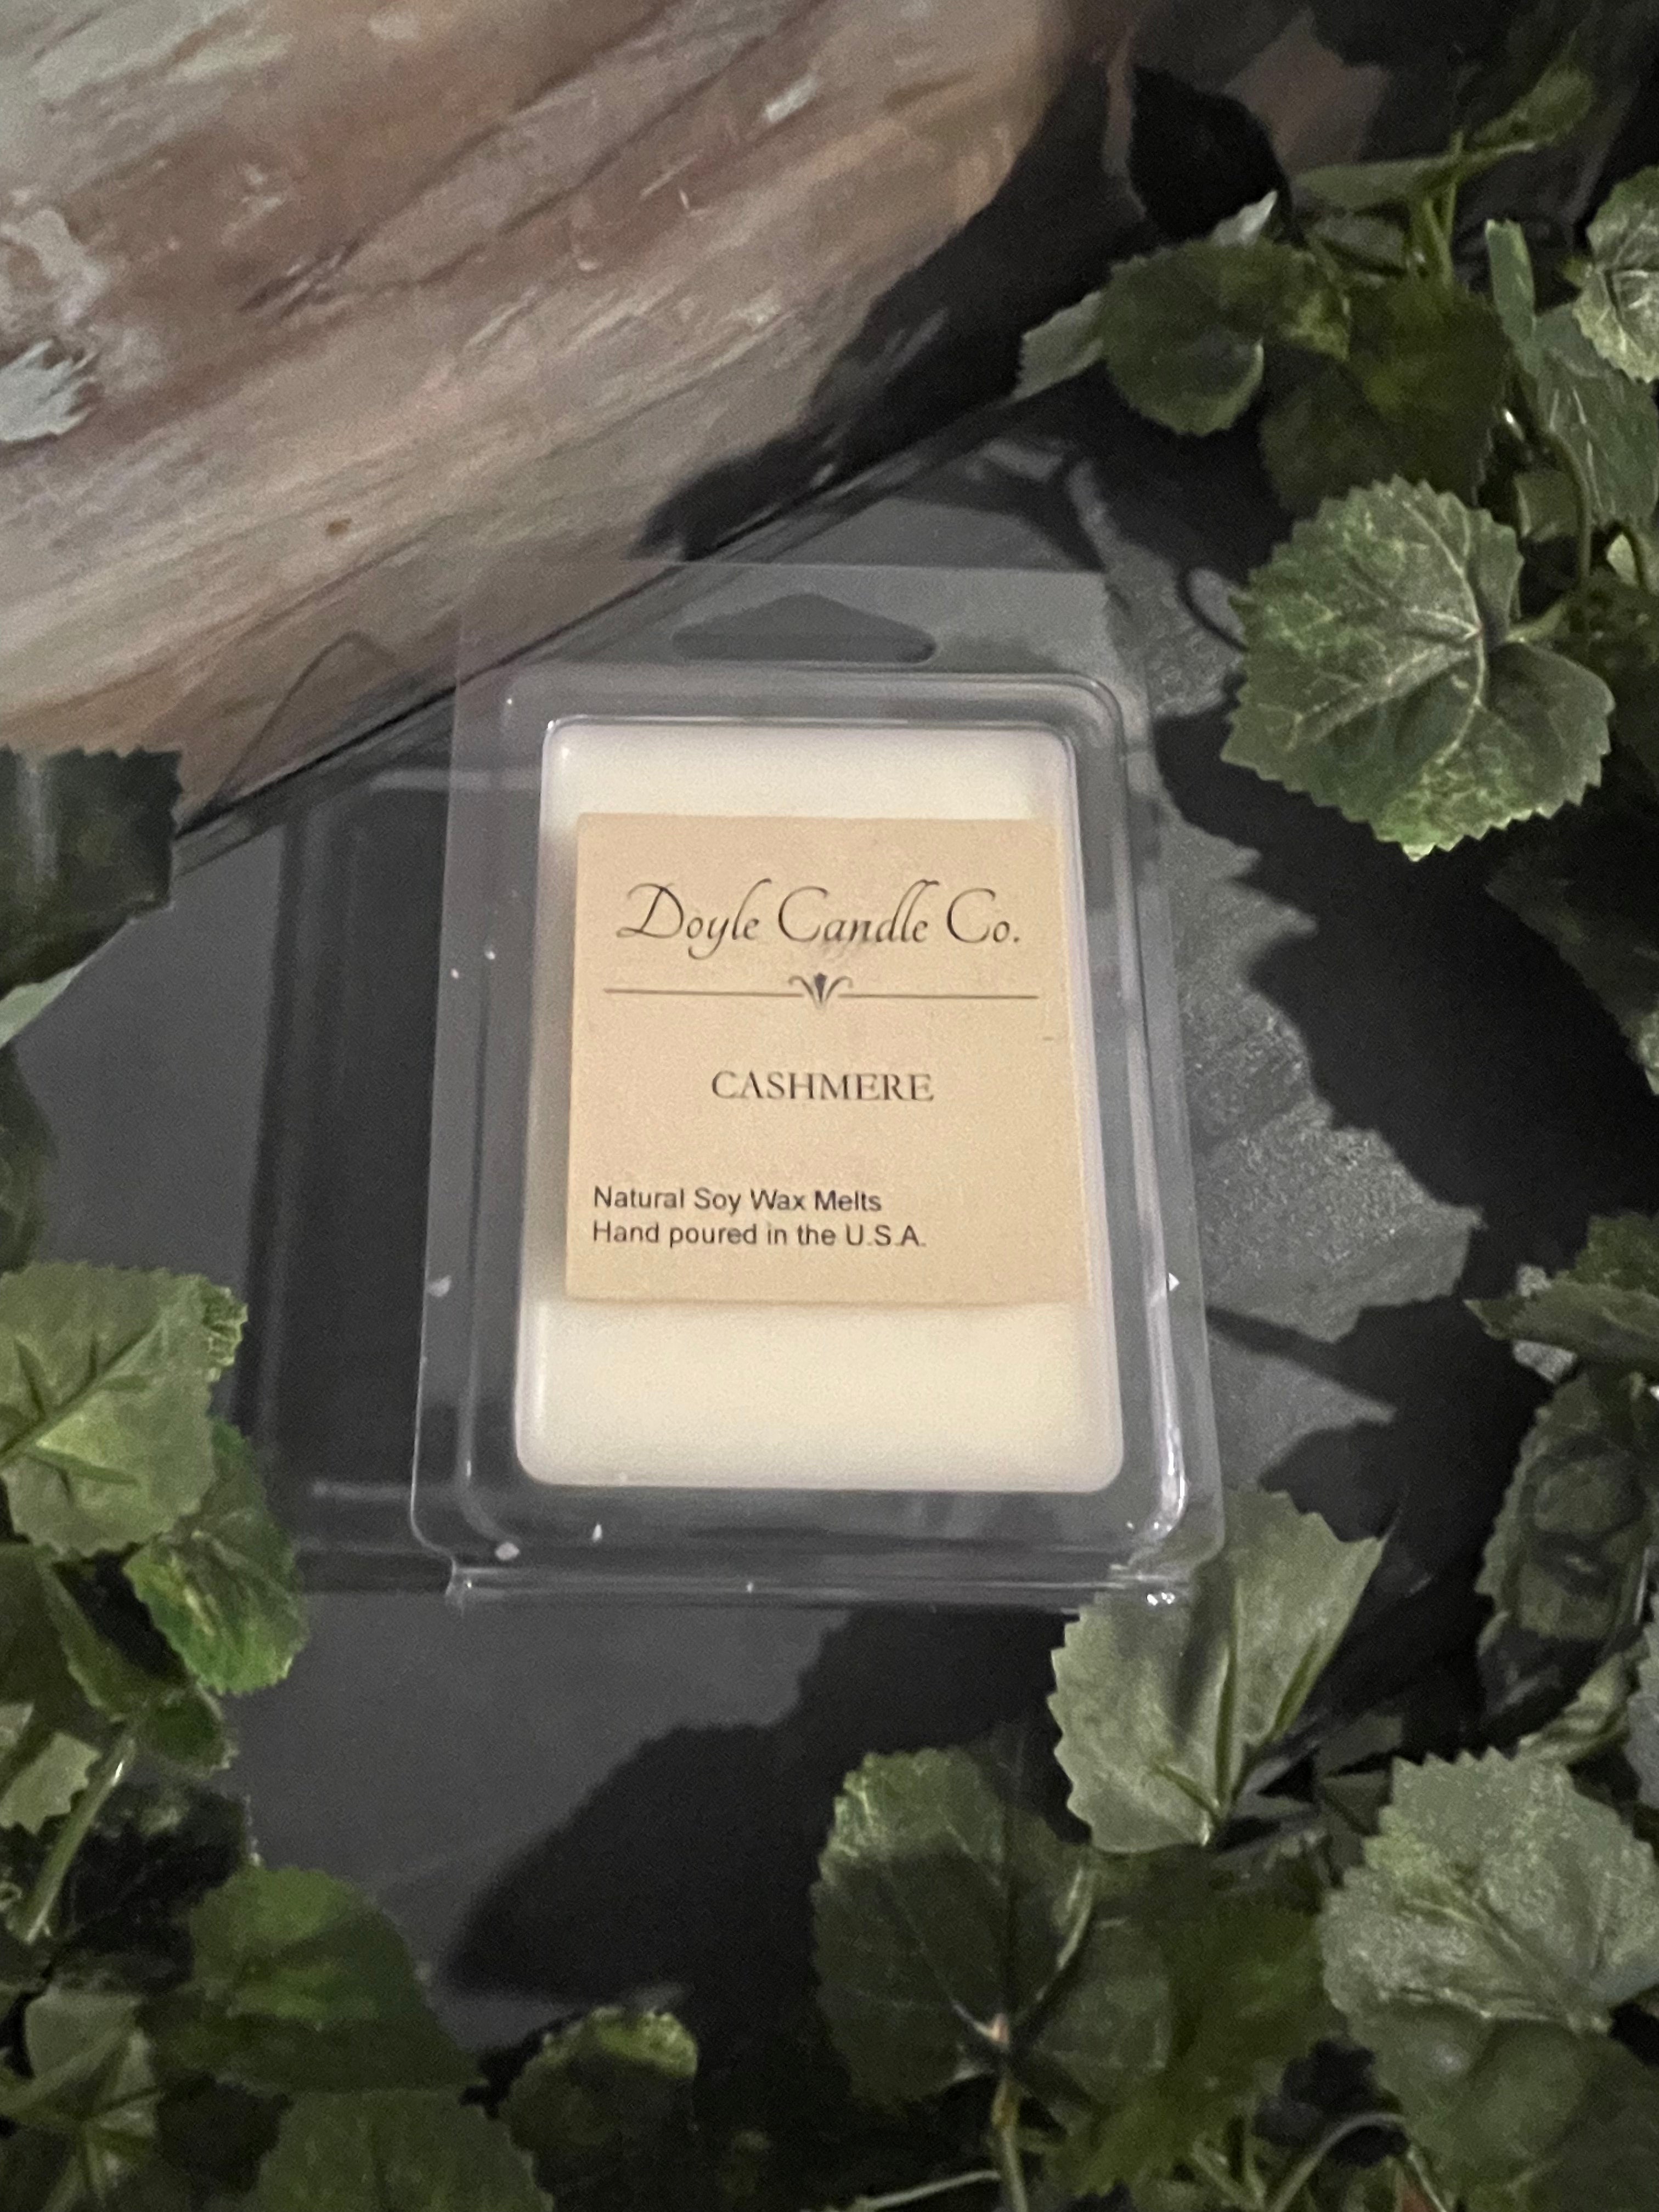 Doyle Candle Co.
CASHMERE
Natural Soy Wax Melts
Hand poured in the U.S.A.